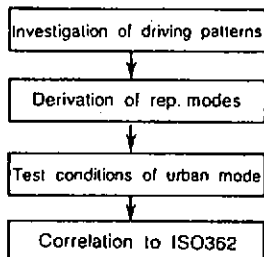 Investigation of driving patterns
Derivation of rep. modes
Test conditions of urban mode
Correlation to ISO362